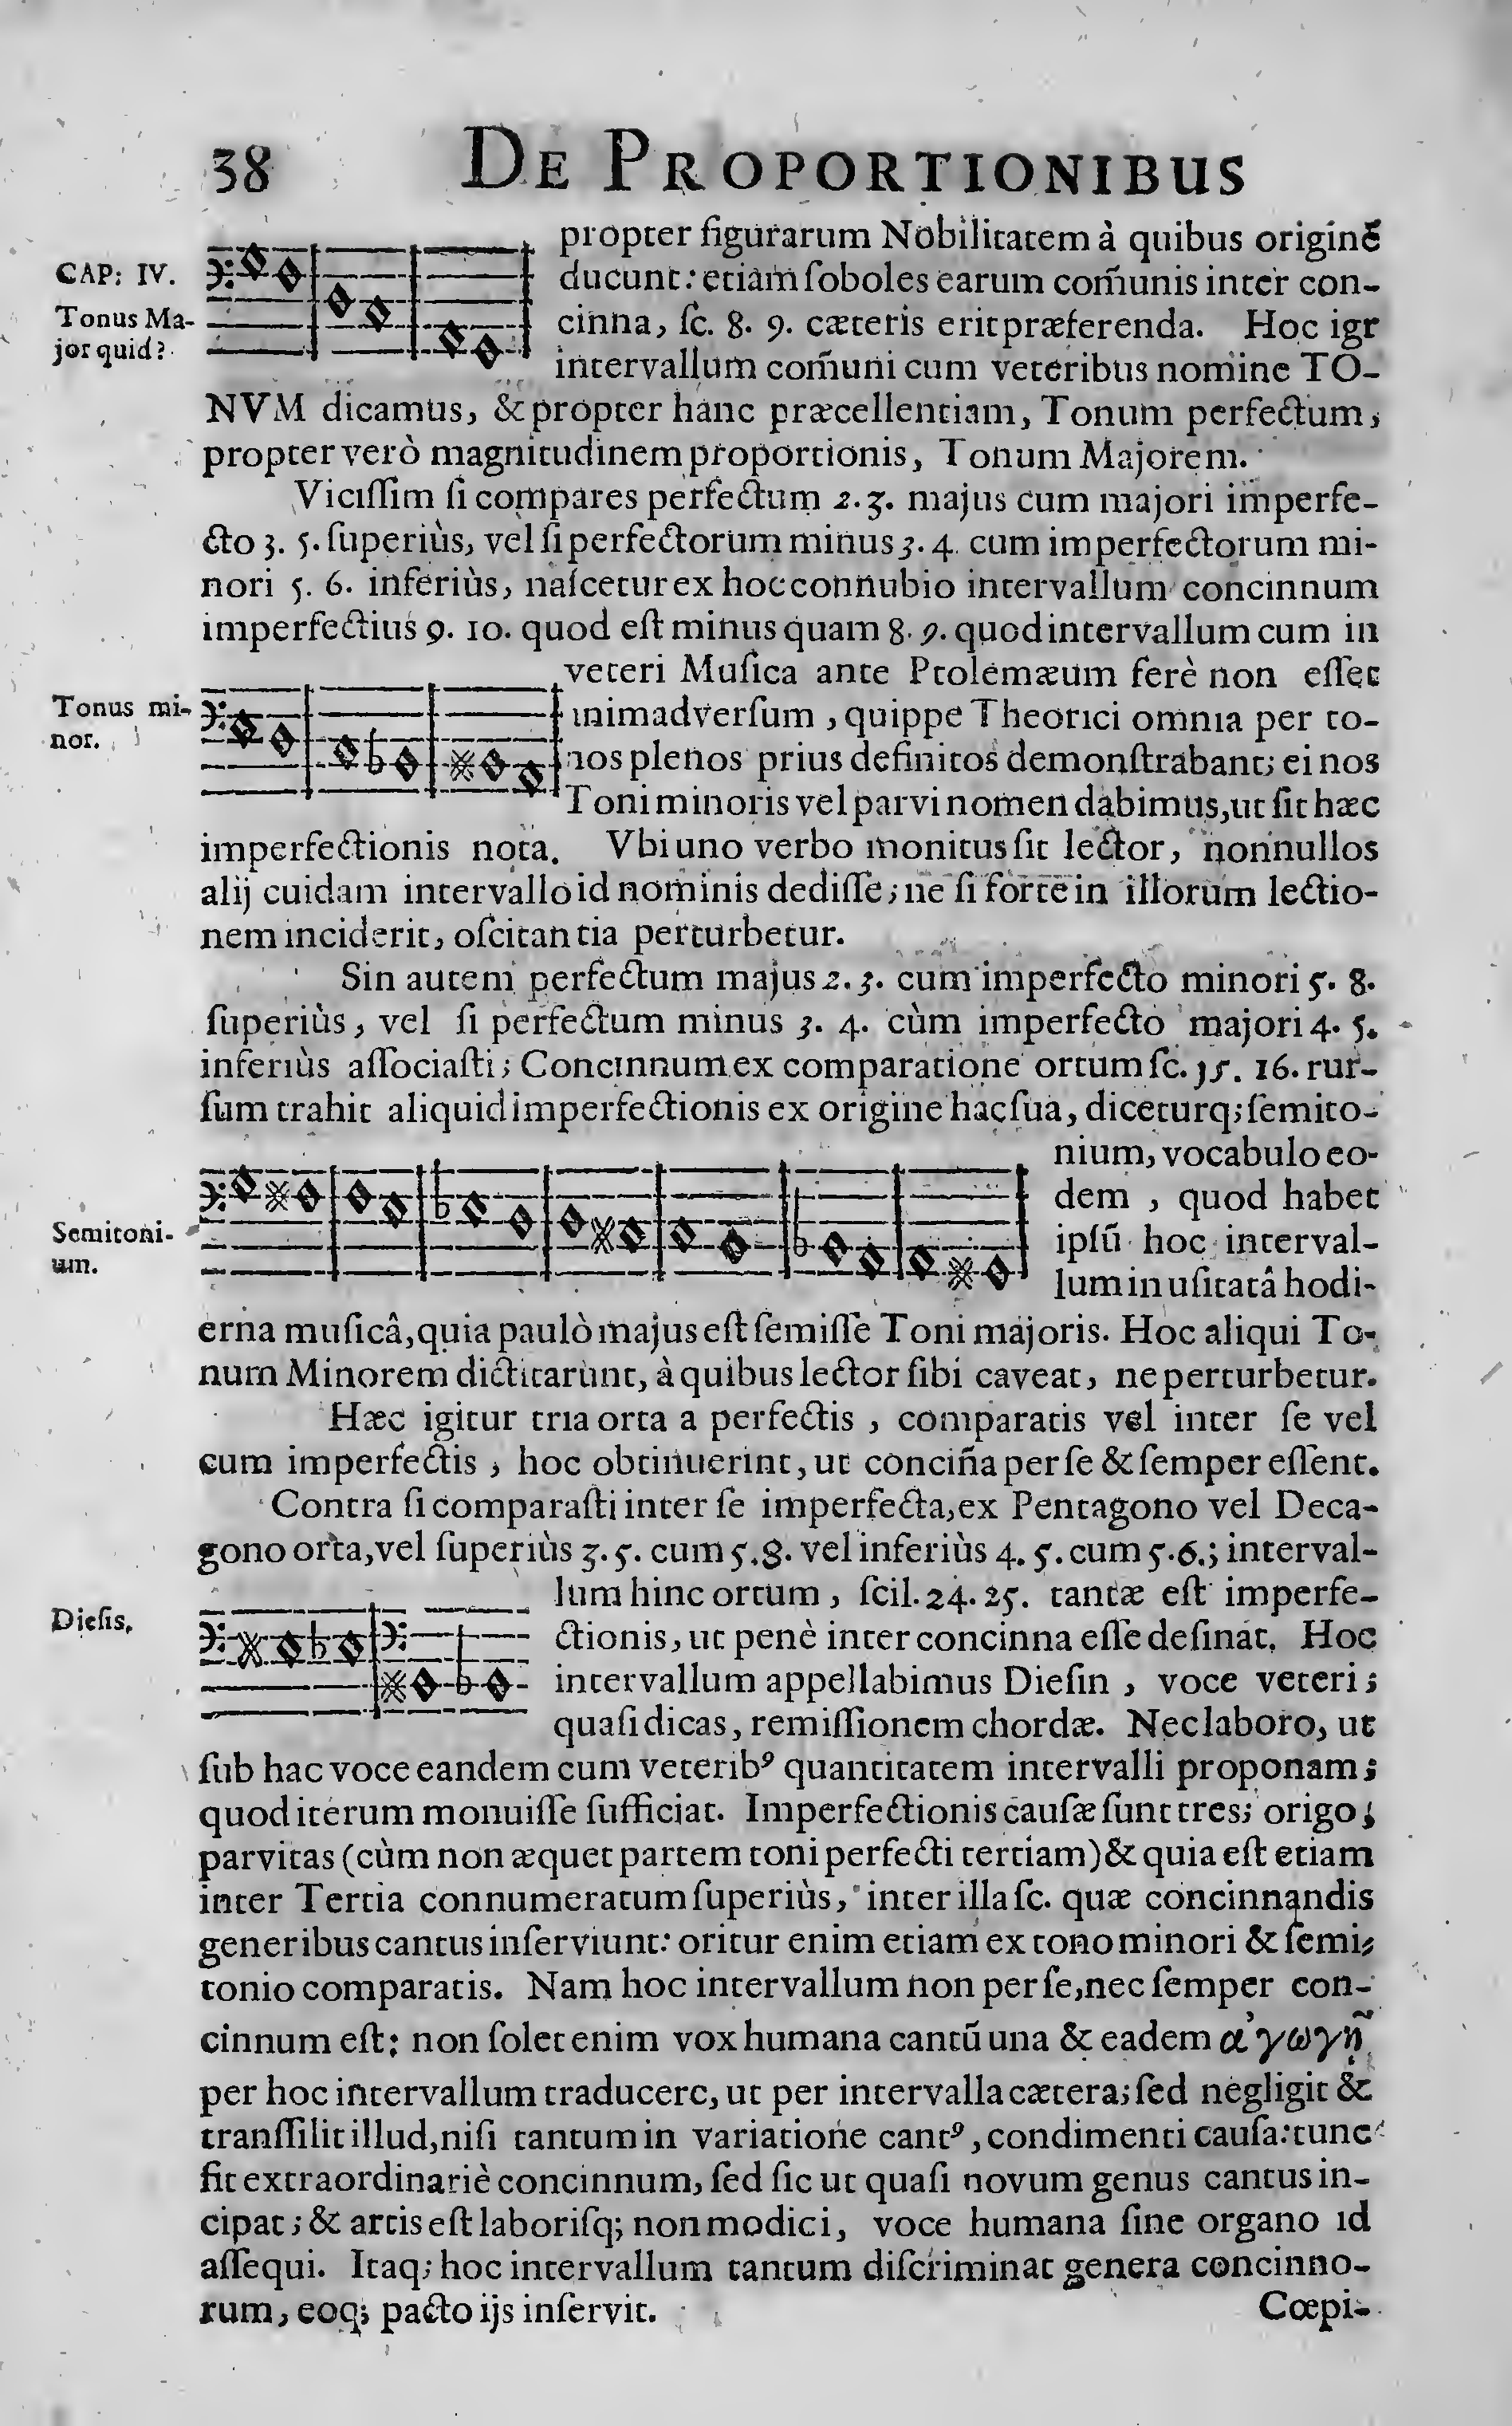 38 DE PROPORTIONIBUS
propter figurarum Nobilitatem à quibus originẽ
CAP: IV.
ducunt: etiam ſoboles earum com̃unis inter con-
Tonus Ma-
cinna, ſc. 8. 9. cæteris erit præferenda. Hoc igr
jor quid?
intervallum com̃uni cum veteribus nomine TO-
NVM dicamus, & propter hanc præcellentiam, Tonum perfectum,
propter verò magnitudinem proportionis, Tonum Majorem.
Viciſſim ſi compares perfectum 2. 3. majus cum majori imperfe-
cto 3. 5. ſuperiùs, vel ſi perfectorum minus 3. 4. cum imperfectorum mi-
nori 5. 6. inferiùs, naſcetur ex hoc connubio intervallum concinnum
imperfectius 9. 10. quod eſt minus quam 8. 9. quod intervallum cum in
veteri Muſica ante Ptolemæum ferè non eſſet
Tonus mi-
nor.
inimadverſum, quippe Theorici omnia per to-
nos plenos prius definitos demonſtrabant; ei nos
Toni minoris vel parvi nomen dabimus, ut ſit hæc
imperfectionis nota. Vbi uno verbo monitus ſit lector, nonnullos
alij cuidam intervallo id nominis dediſſe; ne ſi forte in illorum lectio-
nem inciderit, oſcitantia perturbetur.
Sin autem perfectum majus 2. 3. cum imperfecto minori 5. 8.
ſuperiùs, vel ſi perfectum minus 3. 4. cùm imperfecto majori 4. 5.
inferiùs aſſociaſti; Concinnum ex comparatione ortum ſc. 15. 16. rur-
ſum trahit aliquid imperfectionis ex origine hac ſua, diceturq; ſemito-
nium, vocabulo eo-
dem, quod habet
Semitoni-
um.
ipſũ hoc interval-
lum in uſitatâ hodi-
erna muſicâ, quia paulò majus eſt ſemiſſe Toni majoris. Hoc aliqui To-
num Minorem dictitarunt, à quibus lector ſibi caveat, ne perturbetur.
Hæc igitur tria orta a perfectis, comparatis vel inter ſe vel
cum imperfectis, hoc obtinuerint, ut conciña per ſe & ſemper eſſent.
Contra ſi comparaſti inter ſe imperfecta, ex Pentagono vel Deca-
gono orta, vel ſuperiùs 3. 5. cum 5. 8. vel inferiùs 4. 5. cum 5. 6.; interval-
lum hinc ortum, ſcil. 24. 25. tantæ eſt imperfe-
Dieſis,
ctionis, ut penè inter concinna eſſe deſinat. Hoc
intervallum appellabimus Dieſin, voce veteri;
quaſi dicas, remiſſionem chordæ. Nec laboro, ut
ſub hac voce eandem cum veteribꝰ quantitatem intervalli proponam;
quod iterum monuiſſe ſufficiat. Imperfectionis cauſæ ſunt tres; origo;
parvitas (cùm non æquet partem toni perfecti tertiam) & quia eſt etiam
inter Tertia connumeratum ſuperiùs, inter illa ſc. quæ concinnandis
generibus cantus inſerviunt: oritur enim etiam ex tono minori & ſemi-
tonio comparatis. Nam hoc intervallum non per ſe, nec ſemper con-
cinnum eſt: non ſolet enim vox humana cantũ una & eadem ἀγωγῇ
per hoc intervallum traducere, ut per intervalla cætera; ſed negligit &
tranſſilit illud, niſi tantum in variatione cantꝰ, condimenti cauſa: tunc
fit extraordinariè concinnum, ſed ſic ut quaſi novum genus cantus in-
cipat; & artis eſt laboriſq; non modici, voce humana ſine organo id
aſſequi. Itaq; hoc intervallum tantum diſcriminat genera concinno-
rum, eoq; pacto ijs inſervit.
Cœpi-